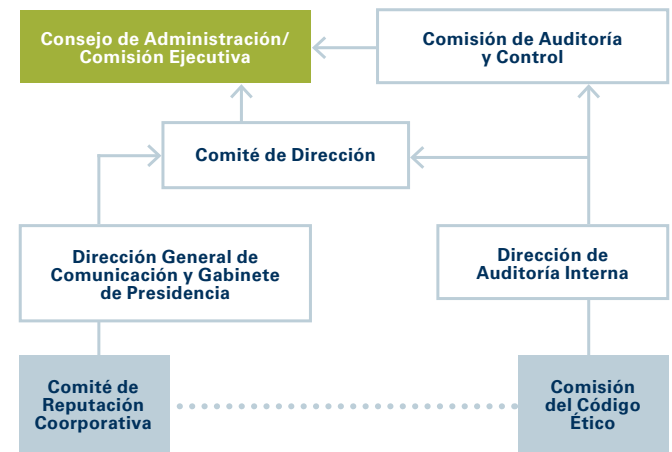 Consejo de Administración/
Comisión Ejecutiva
Comisión de Auditoría
y Control
Comité de Dirección
Dirección General de
Comunicación y Gabinete
de Presidencia
Dirección de
Auditoría Interna
Comité de
Reputación
Coorporativa
Comisión
del Código
Ético